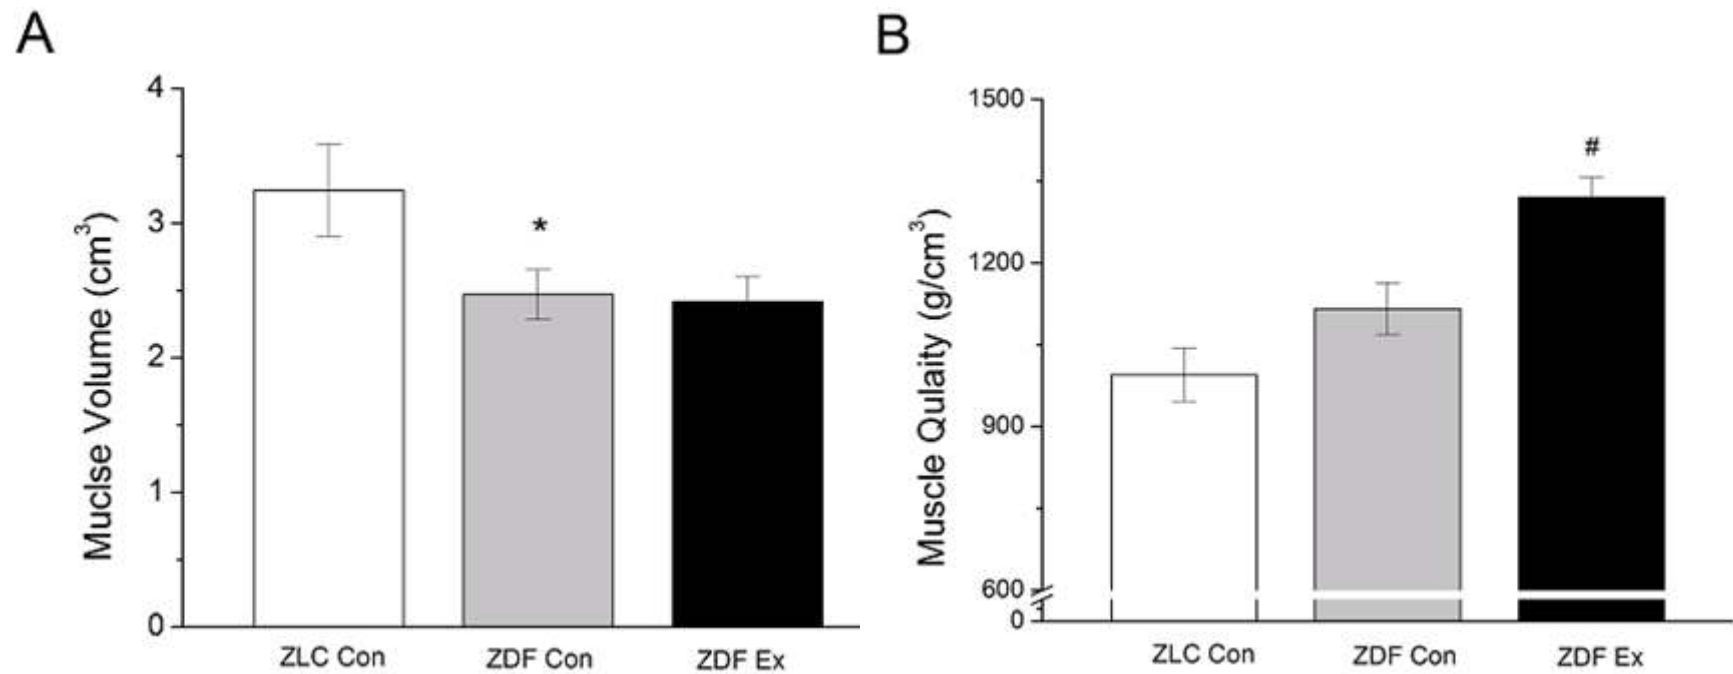 A
Muclse Volume (cm³)
4
3
2
1
0
*
ZLC Con
ZDF Con
ZDF Ex
B
Muscle Qulaity (g/cm³)
1500
1200
900
600
0
#
ZLC Con
ZDF Con
ZDF Ex